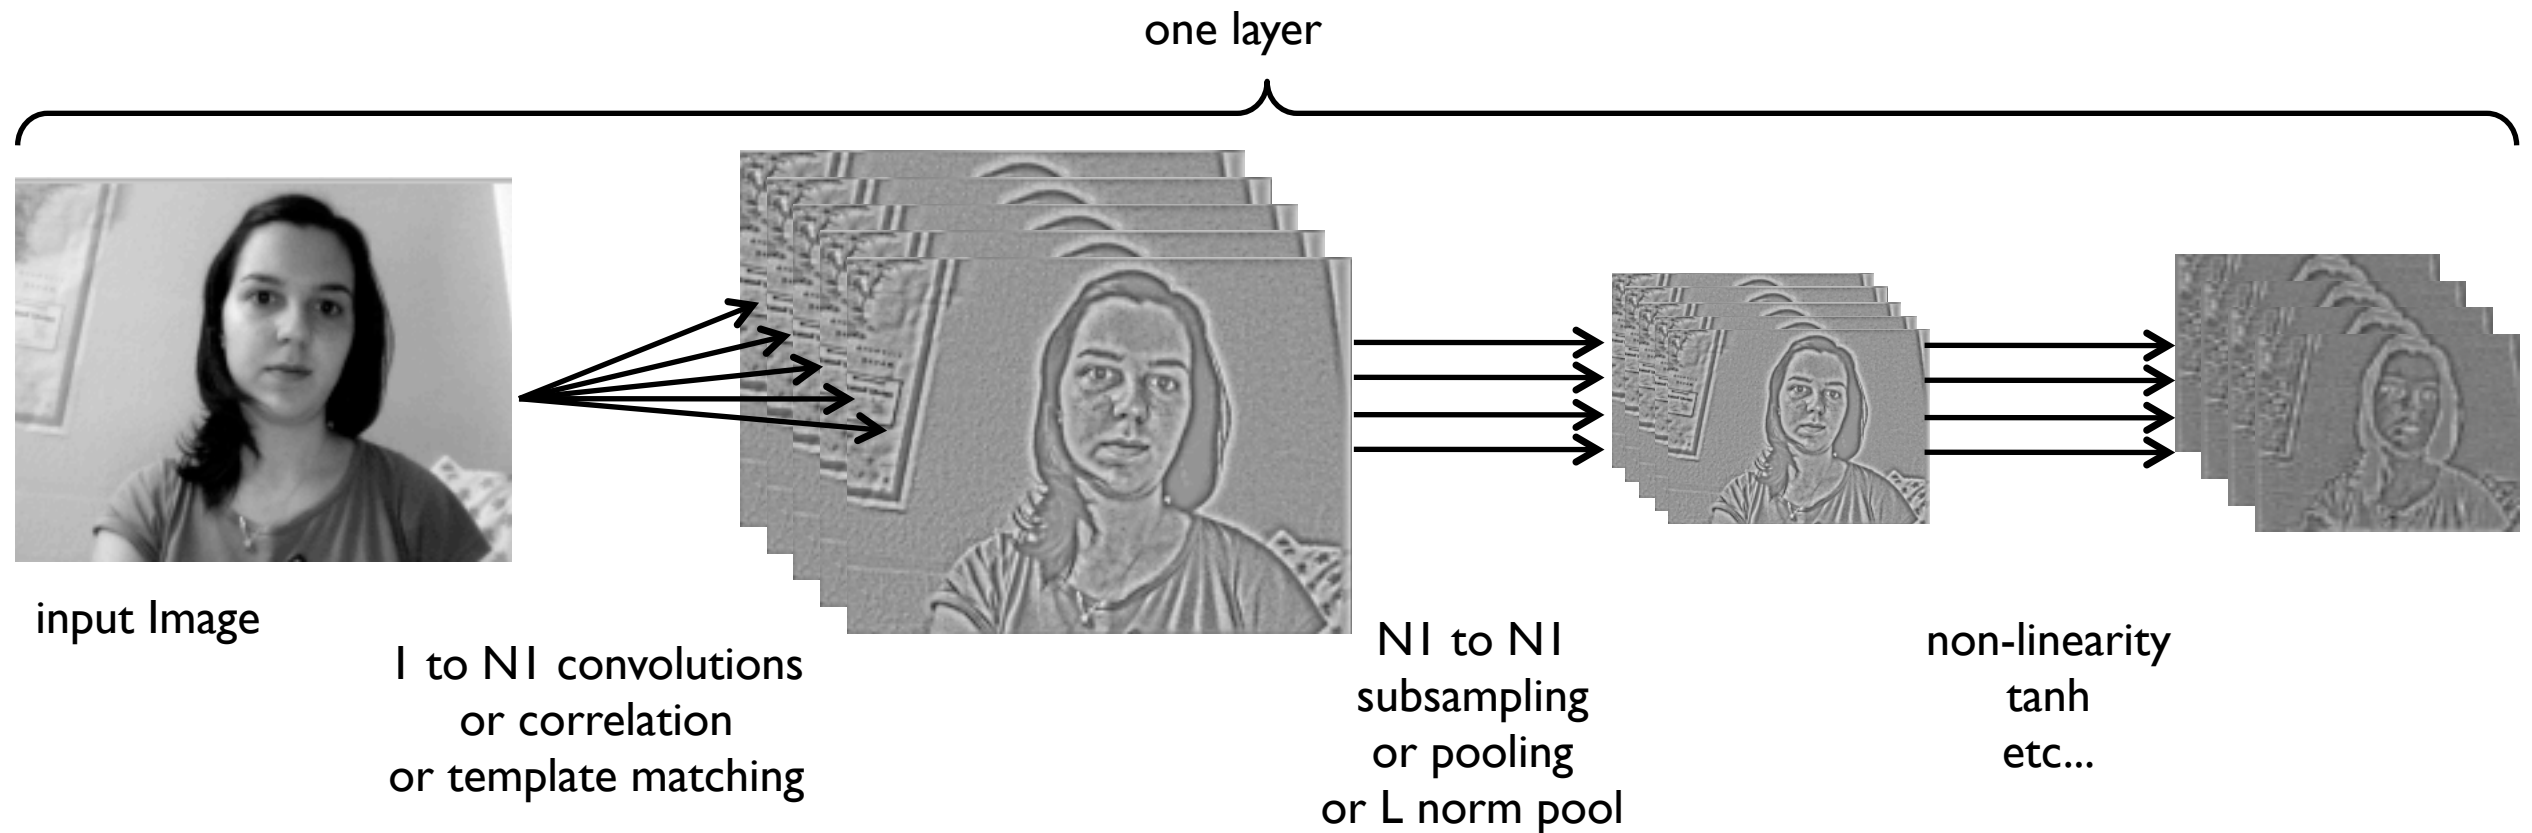 one layer
input Image
1 to N1 convolutions
or correlation
or template matching
N1 to N1
subsampling
or pooling
or L norm pool
non-linearity
tanh
etc...